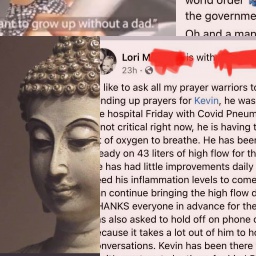 ant to grow up without a dad."
world order
the governme
Oh and a man
Lori M
is with
23h ·
like to ask all my prayer warriors to
nding up prayers for Kevin, he was
e hospital Friday with Covid Pneum
not critical right now, he is having t
of oxygen to breathe. He has been
eady on 43 liters of high flow for th
e has had little improvements daily
ed his inflammation levels to come
n continue bringing the high flow d
HANKS everyone in advance for the
s also asked to hold off on phone c
cause it takes a lot out of him to ho
nversations. Kevin has been there